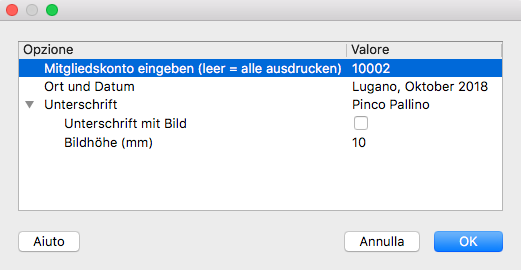 Opzione Valore
Mitgliedskonto eingeben (leer = alle ausdrucken) 10002
Ort und Datum Lugano, Oktober 2018
Unterschrift Pinco Pallino
Unterschrift mit Bild
Bildhöhe (mm) 10
Aiuto Annulla OK